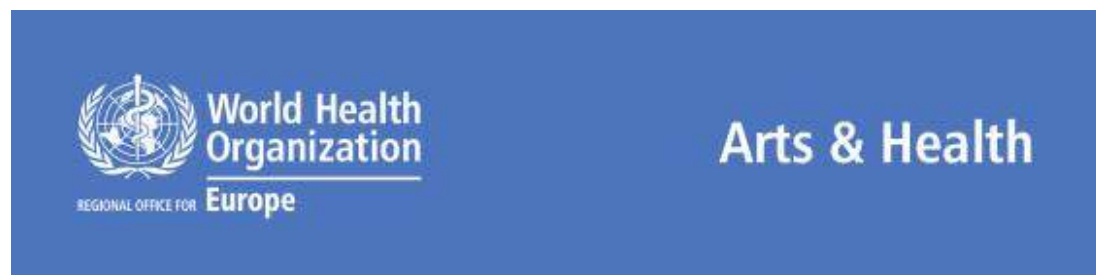 World Health
Organization
REGIONAL OFFICE FOR Europe
Arts & Health